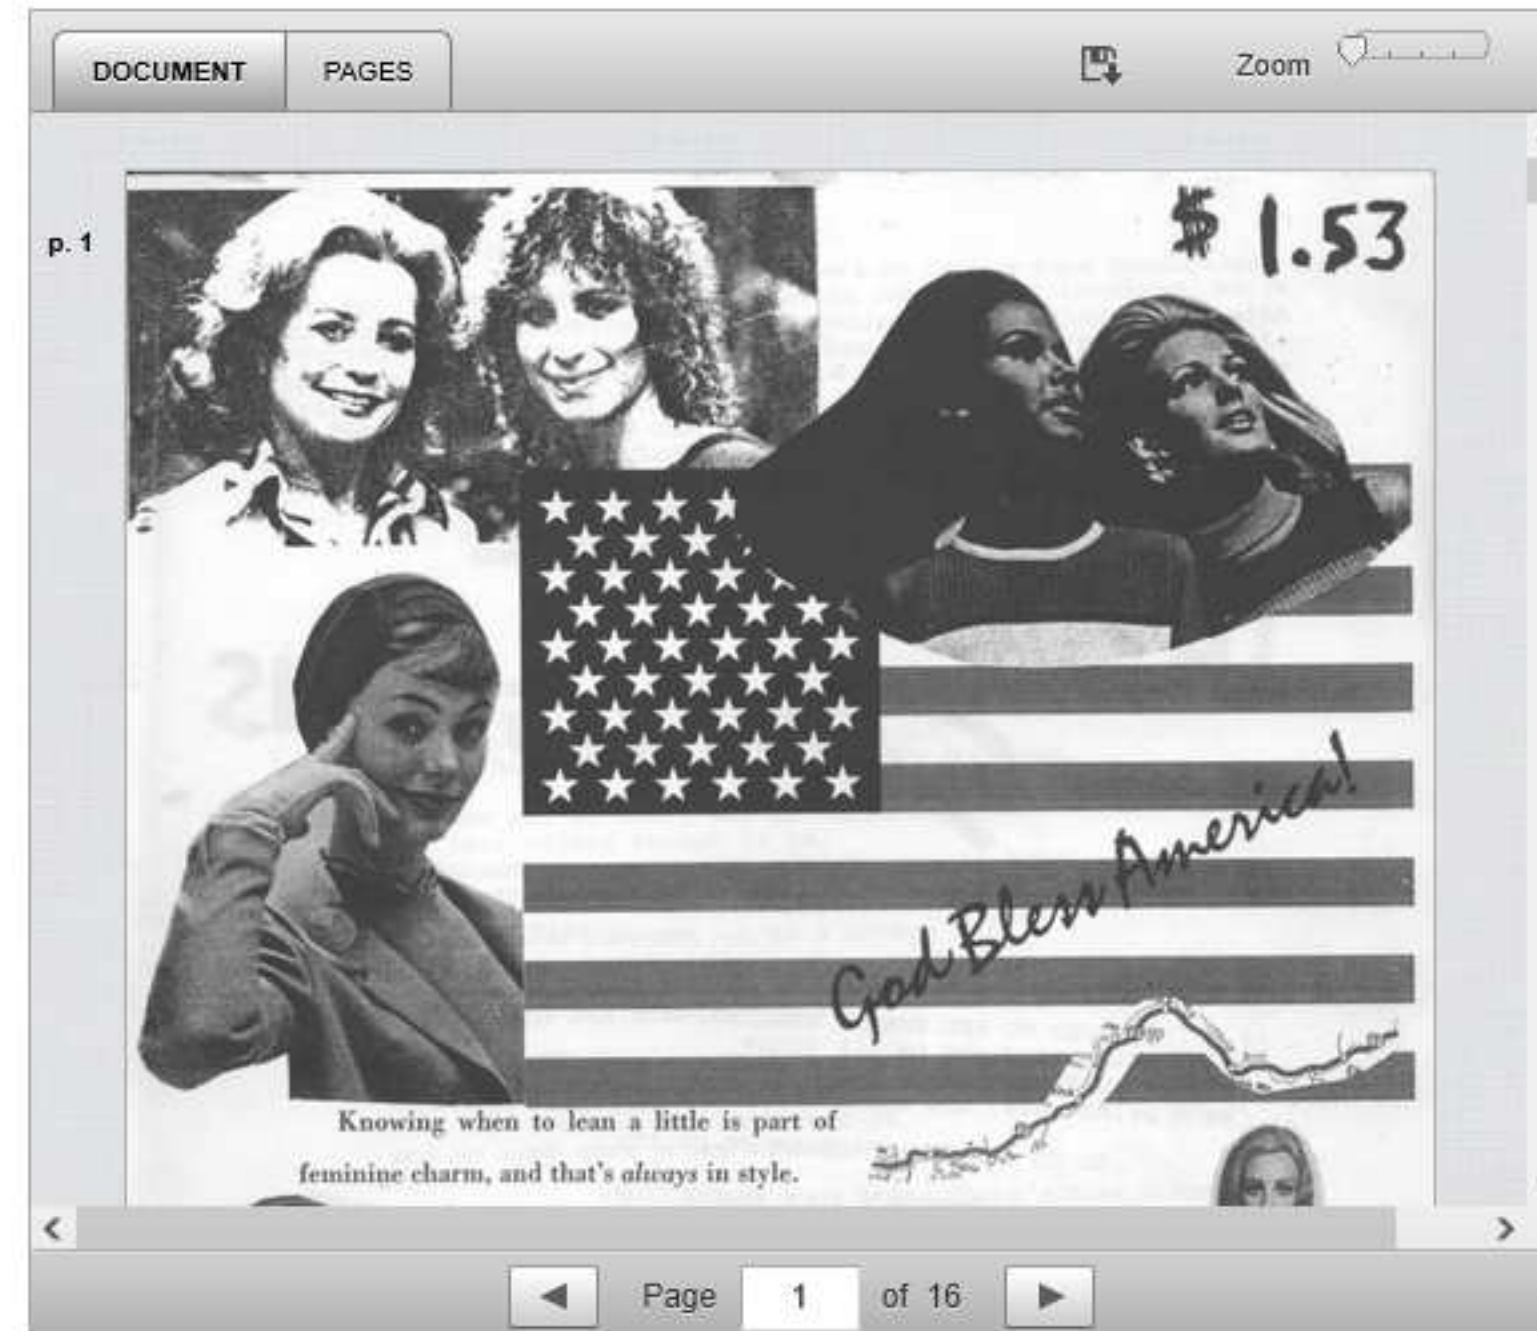 DOCUMENT PAGES Zoom
p. 1
$ 1.53
God Bless America!
Knowing when to lean a little is part of
feminine charm, and that's always in style.
Page 1 of 16